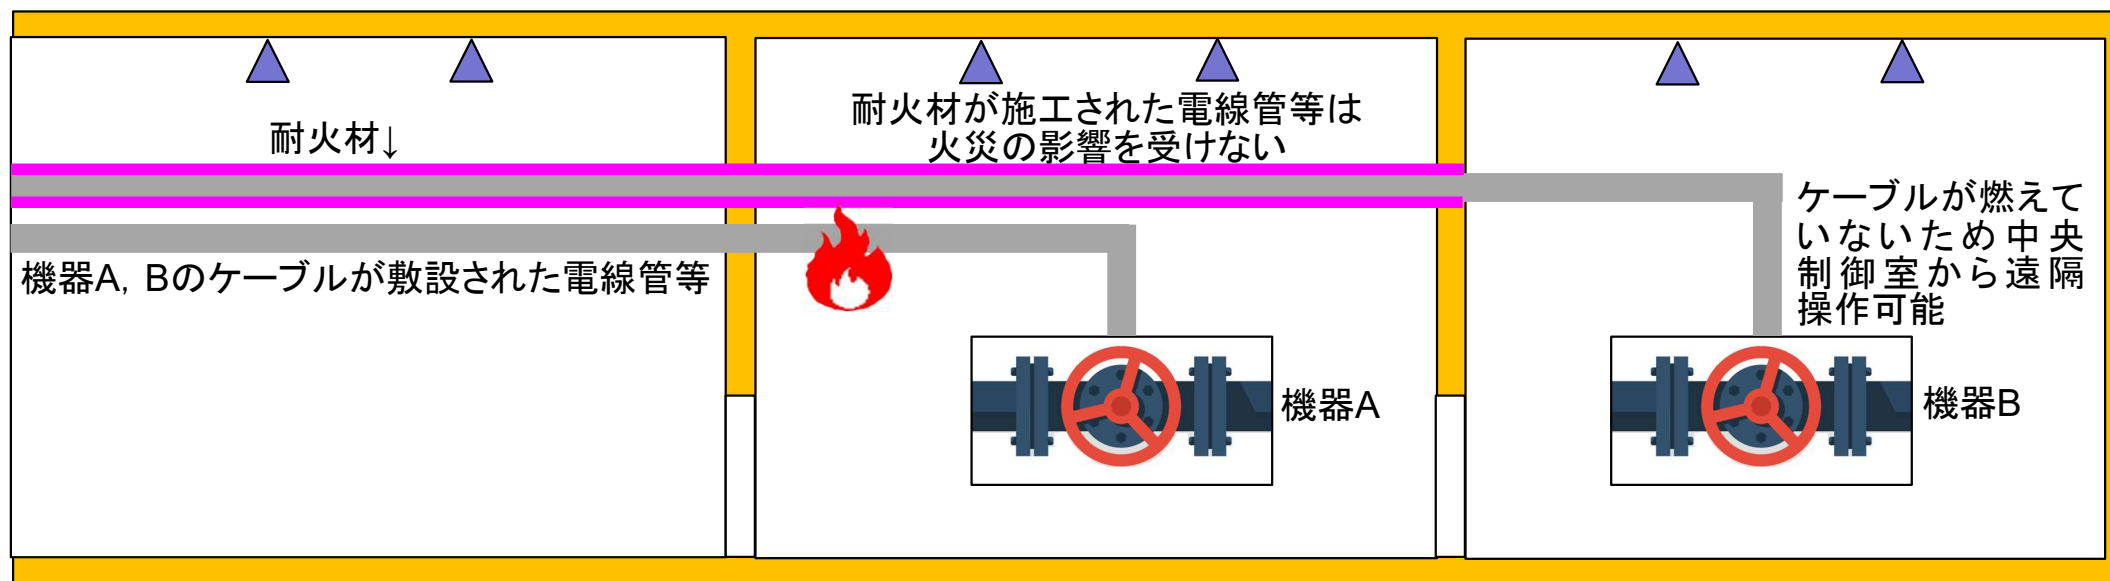 耐火材↓
耐火材が施工された電線管等は
火災の影響を受けない
機器A，Bのケーブルが敷設された電線管等
ケーブルが燃えて
いないため中央
制御室から遠隔
操作可能
機器A
機器B